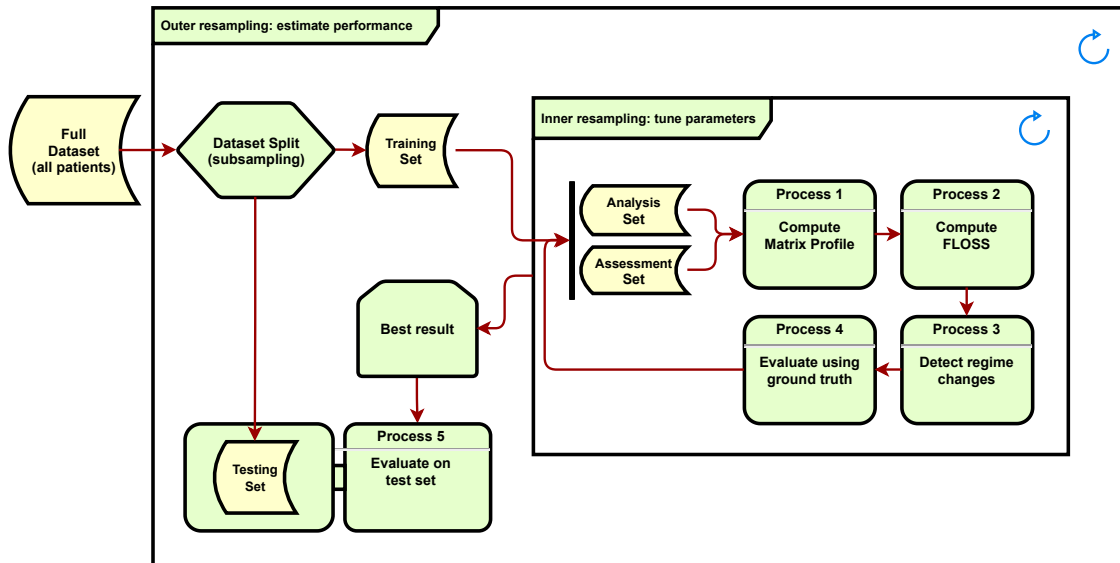 Outer resampling: estimate performance
Full
Dataset
(all patients)
Dataset Split
(subsampling)
Training
Set
Inner resampling: tune parameters
Analysis
Set
Assessment
Set
Process 1
Compute
Matrix Profile
Process 2
Compute
FLOSS
Process 3
Detect regime
changes
Process 4
Evaluate using
ground truth
Best result
Testing
Set
Process 5
Evaluate on
test set